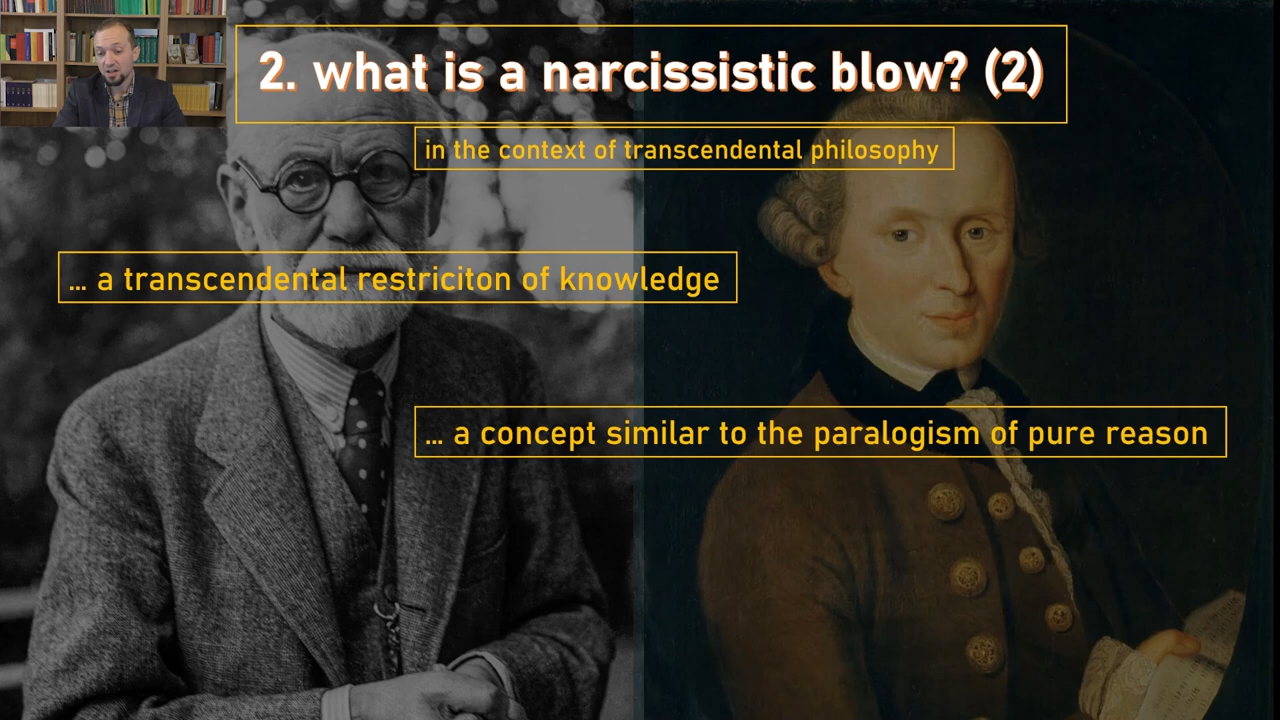 2. what is a narcissistic blow? (2)
in the context of transcendental philosophy
... a transcendental restriciton of knowledge
... a concept similar to the paralogism of pure reason